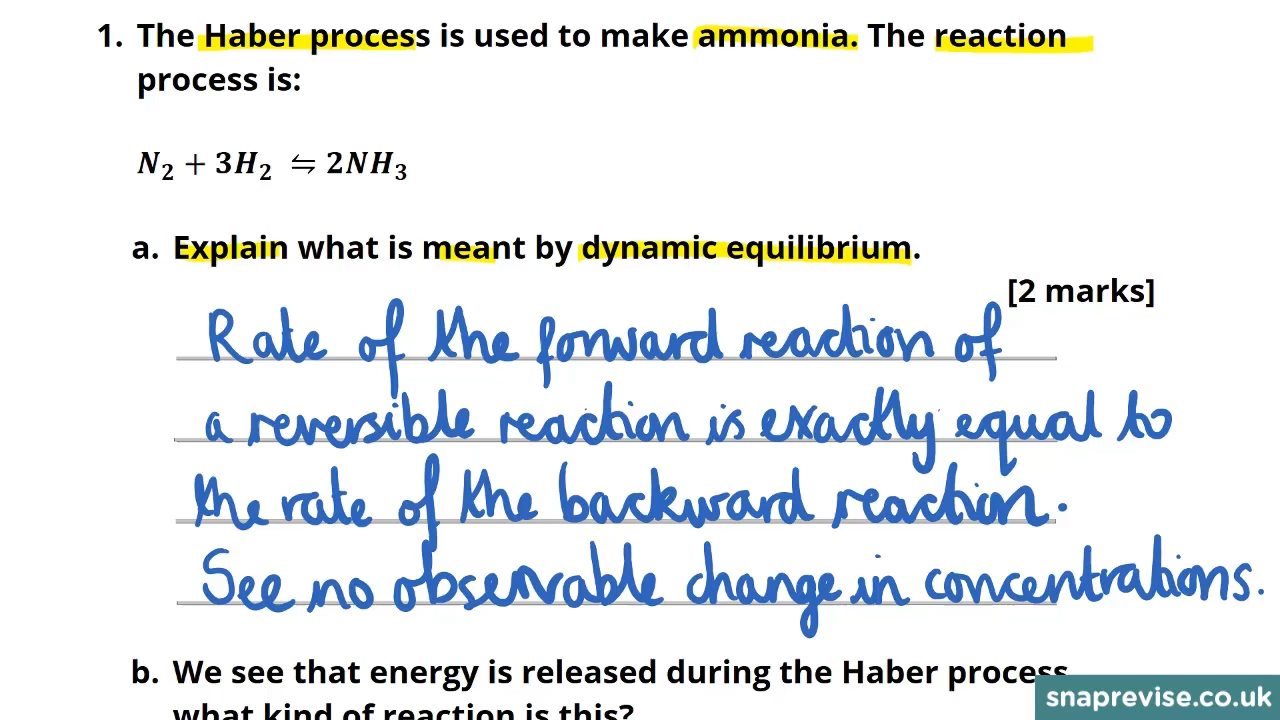 1. The Haber process is used to make ammonia. The reaction
process is:
N₂ + 3H₂ ⇋ 2NH₃
a. Explain what is meant by dynamic equilibrium.
[2 marks]
Rate of the forward reaction of
a reversible reaction is exactly equal to
the rate of the backward reaction.
See no observable change in concentrations.
b. We see that energy is released during the Haber process
what kind of reaction is this?
snaprevise.co.uk